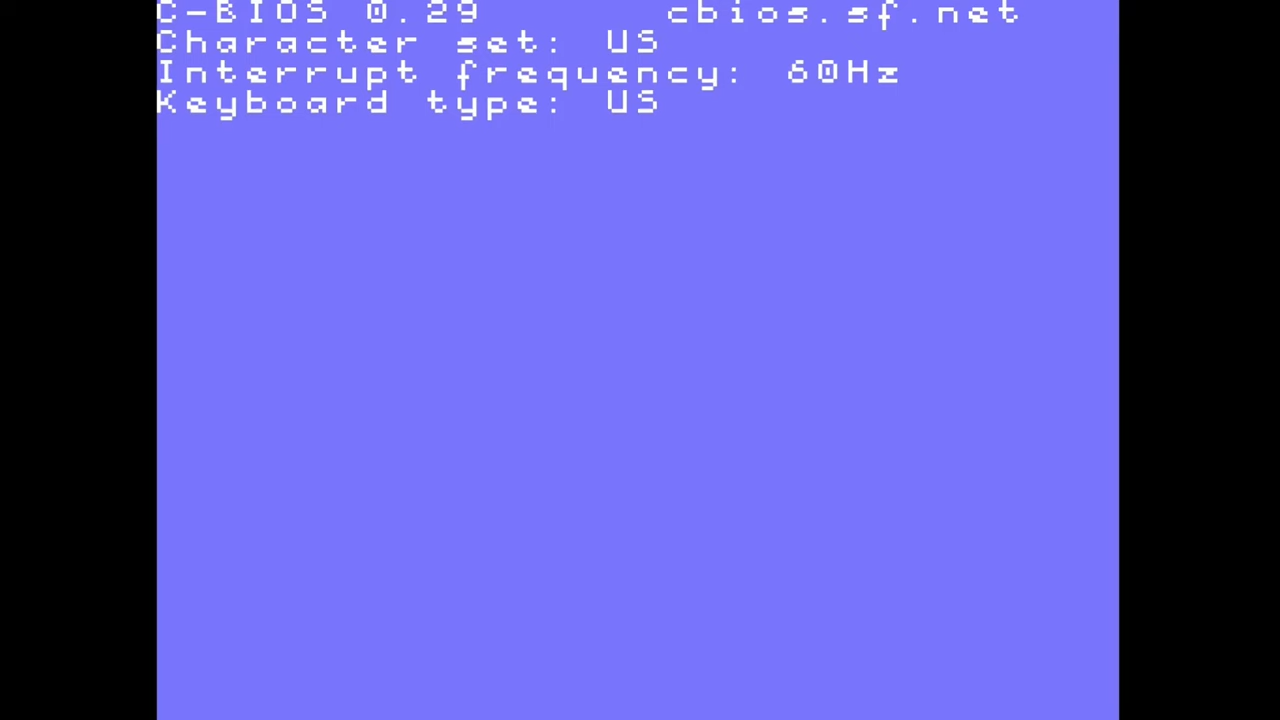 C-BIOS 0.29 cbios.sf.net
Character set: US
Interrupt frequency: 60Hz
Keyboard type: US